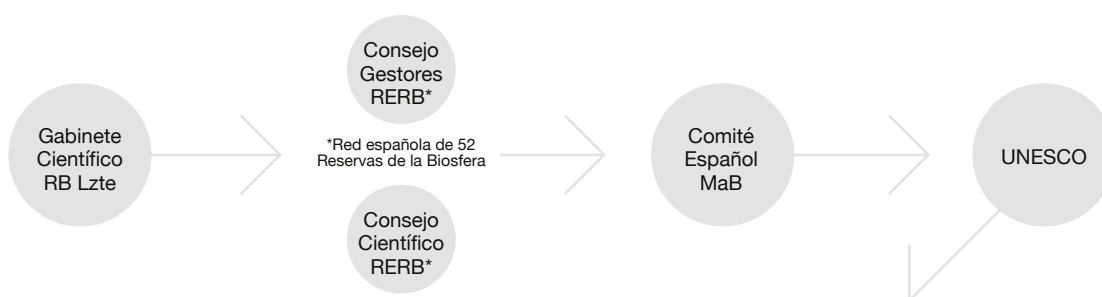 Gabinete
Científico
RB Lzte
Consejo
Gestores
RERB*
*Red española de 52
Reservas de la Biosfera
Consejo
Científico
RERB*
Comité
Español
MaB
UNESCO